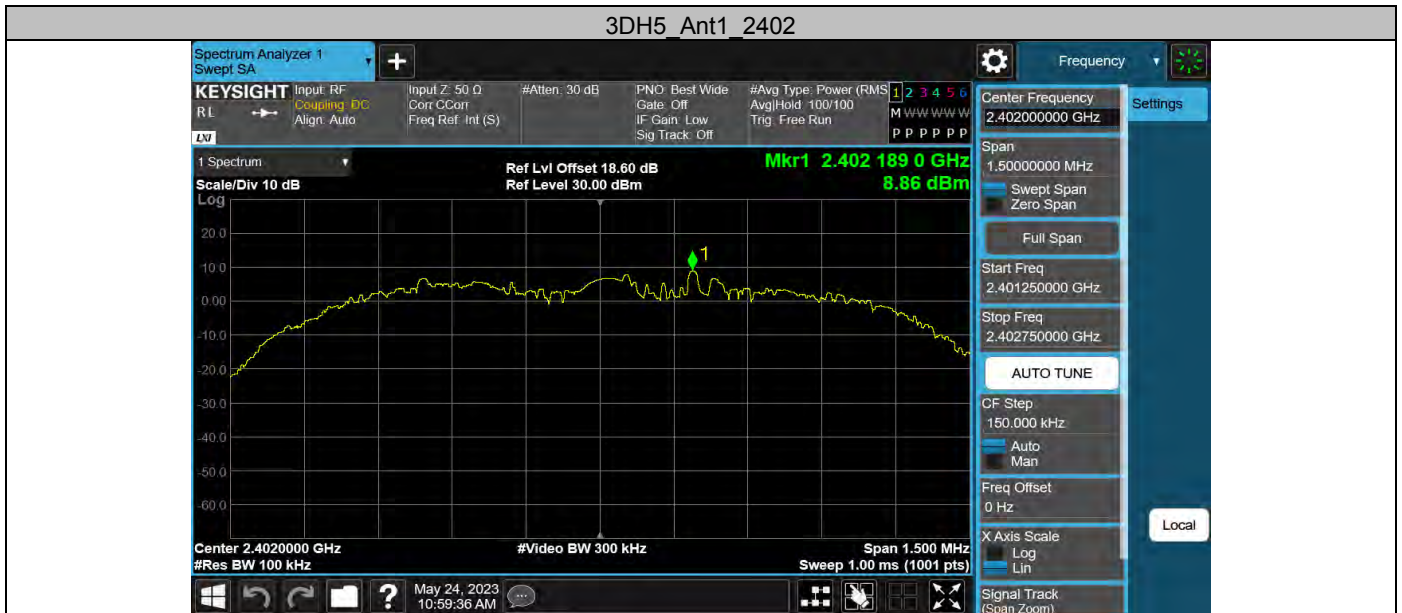 3DH5_Ant1_2402
Spectrum Analyzer 1
Swept SA
+
Frequency
KEYSIGHT
RL
LXI
Input: RF
Coupling: DC
Align: Auto
Input Z: 50 Ω
Corr CCorr
Freq Ref: Int (S)
#Atten: 30 dB
PNO: Best Wide
Gate: Off
IF Gain: Low
Sig Track: Off
#Avg Type: Power (RMS
Avg|Hold: 100/100
Trig: Free Run
1 2 3 4 5 6
M W W W W W
P P P P P P
1 Spectrum
Scale/Div 10 dB
Ref Lvl Offset 18.60 dB
Ref Level 30.00 dBm
Mkr1 2.402 189 0 GHz
8.86 dBm
Log
20.0
10.0
0.00
-10.0
-20.0
-30.0
-40.0
-50.0
-60.0
1
Center 2.4020000 GHz
#Res BW 100 kHz
#Video BW 300 kHz
Span 1.500 MHz
Sweep 1.00 ms (1001 pts)
?
May 24, 2023
10:59:36 AM
Center Frequency
2.402000000 GHz
Span
1.50000000 MHz
Swept Span
Zero Span
Full Span
Start Freq
2.401250000 GHz
Stop Freq
2.402750000 GHz
AUTO TUNE
CF Step
150.000 kHz
Auto
Man
Freq Offset
0 Hz
X Axis Scale
Log
Lin
Signal Track
(Span Zoom)
Settings
Local